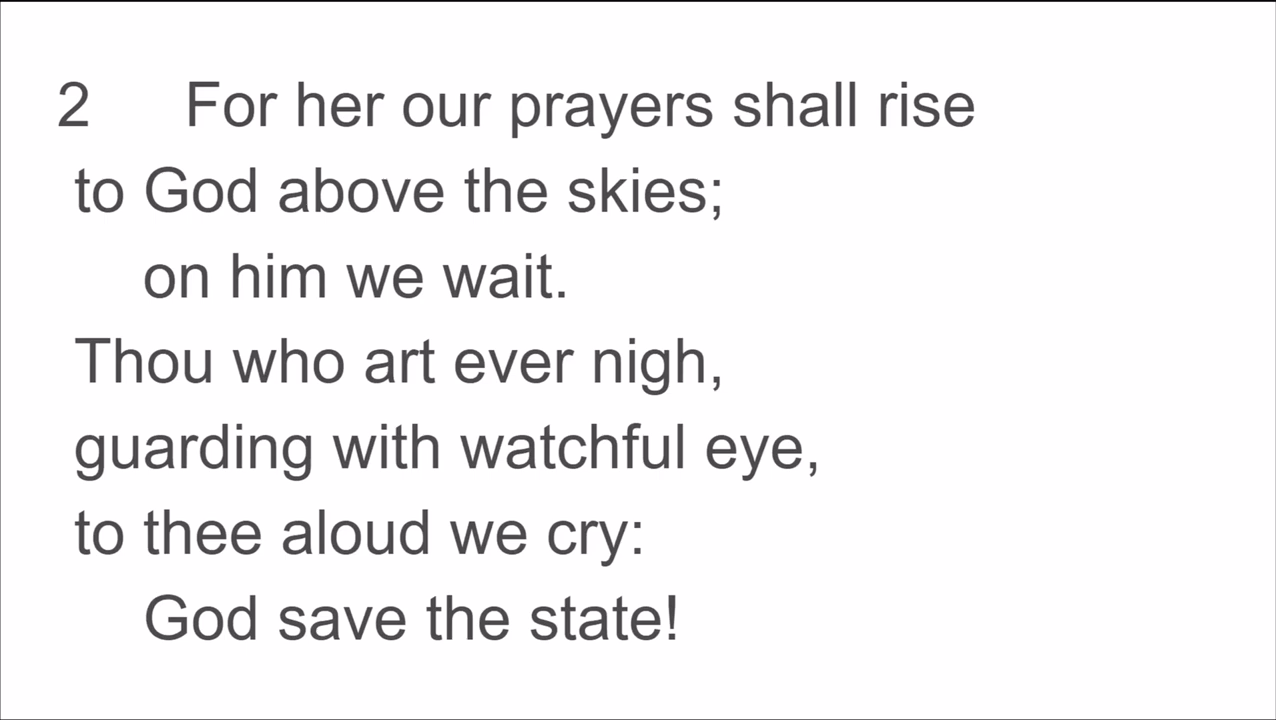 2 For her our prayers shall rise
to God above the skies;
on him we wait.
Thou who art ever nigh,
guarding with watchful eye,
to thee aloud we cry:
God save the state!